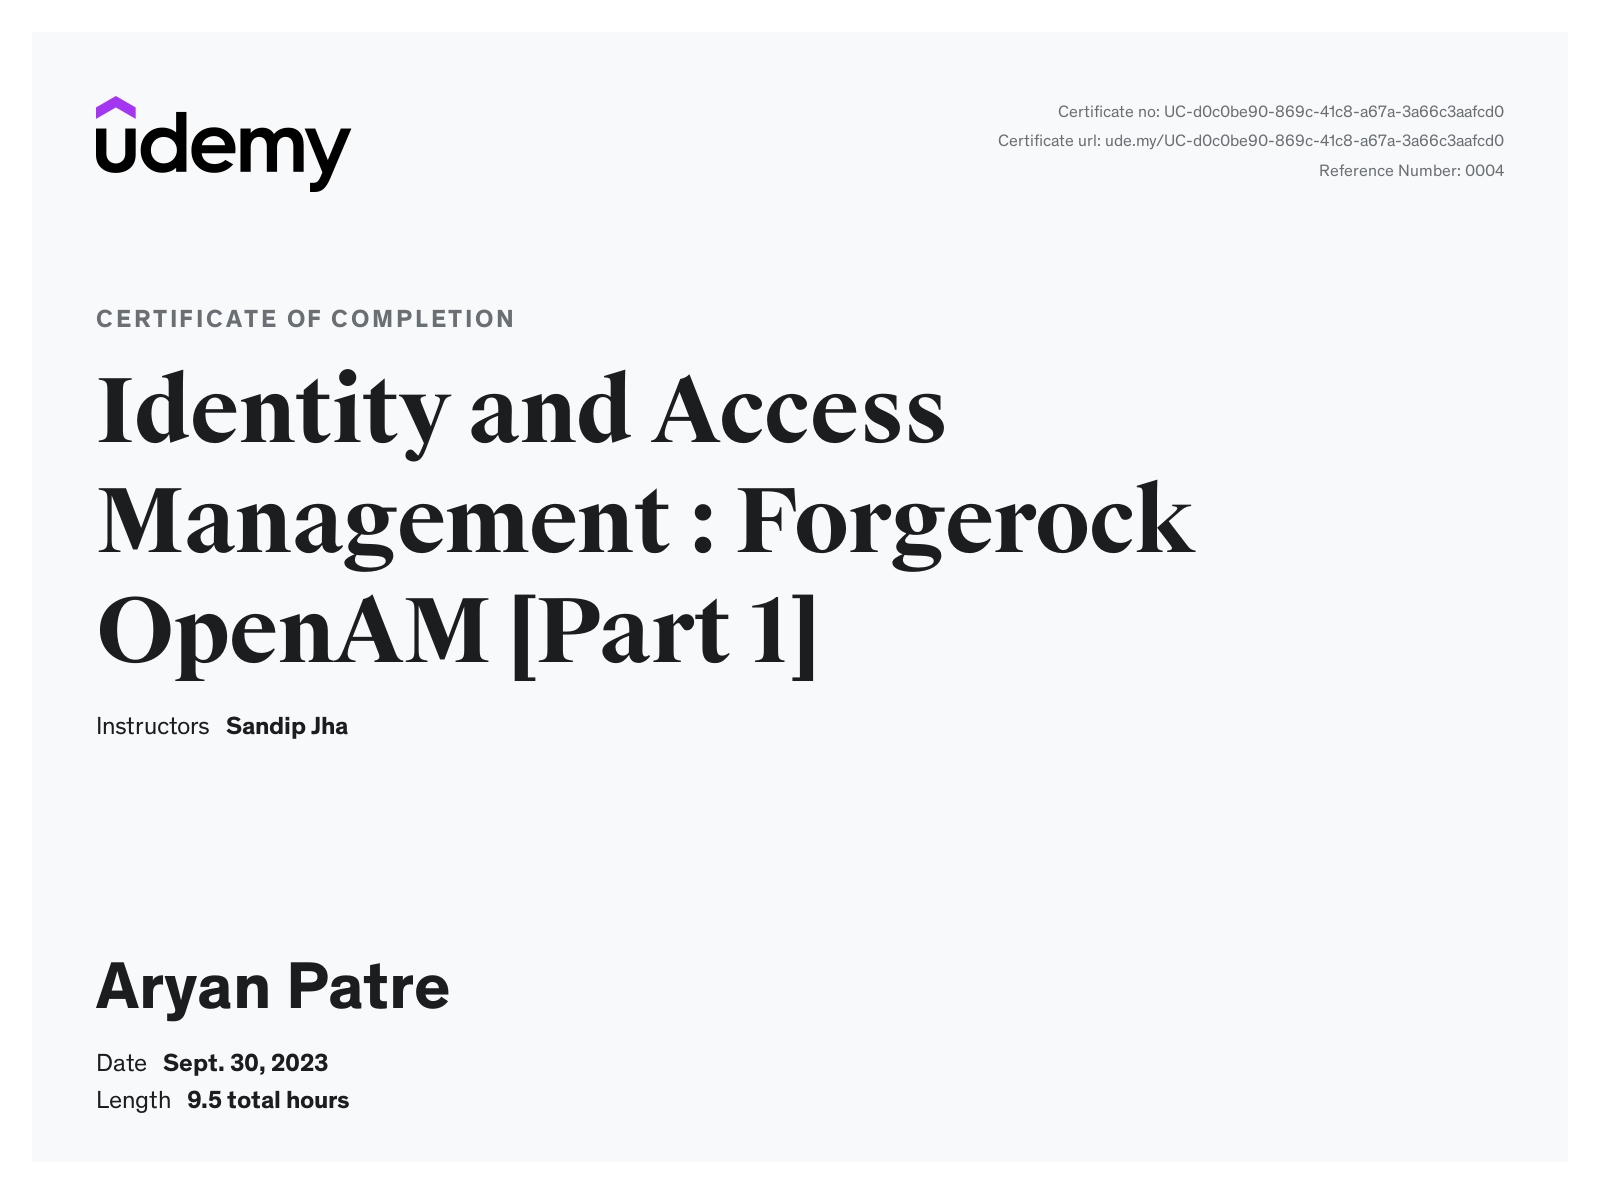 udemy
Certificate no: UC-d0c0be90-869c-41c8-a67a-3a66c3aafcd0
Certificate url: ude.my/UC-d0c0be90-869c-41c8-a67a-3a66c3aafcd0
Reference Number: 0004
CERTIFICATE OF COMPLETION
Identity and Access
Management : Forgerock
OpenAM [Part 1]
Instructors Sandip Jha
Aryan Patre
Date Sept. 30, 2023
Length 9.5 total hours